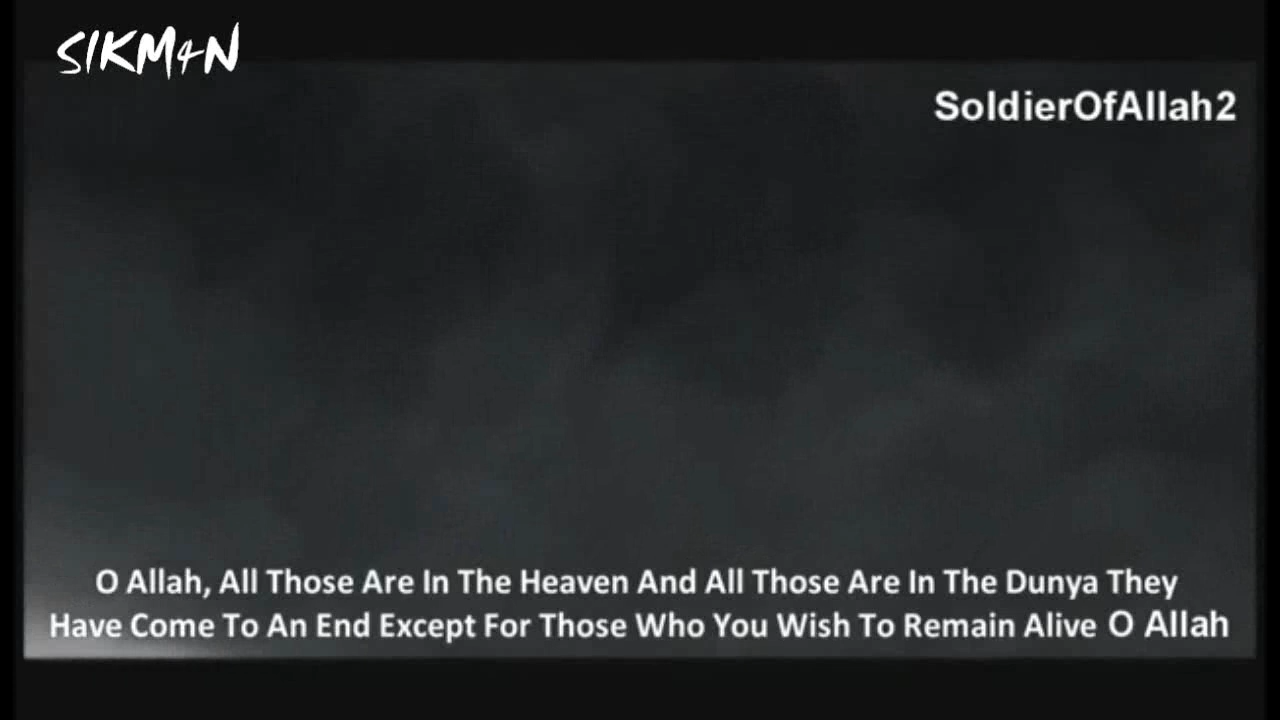 SIKM4N
SoldierOfAllah2
O Allah, All Those Are In The Heaven And All Those Are In The Dunya They
Have Come To An End Except For Those Who You Wish To Remain Alive O Allah